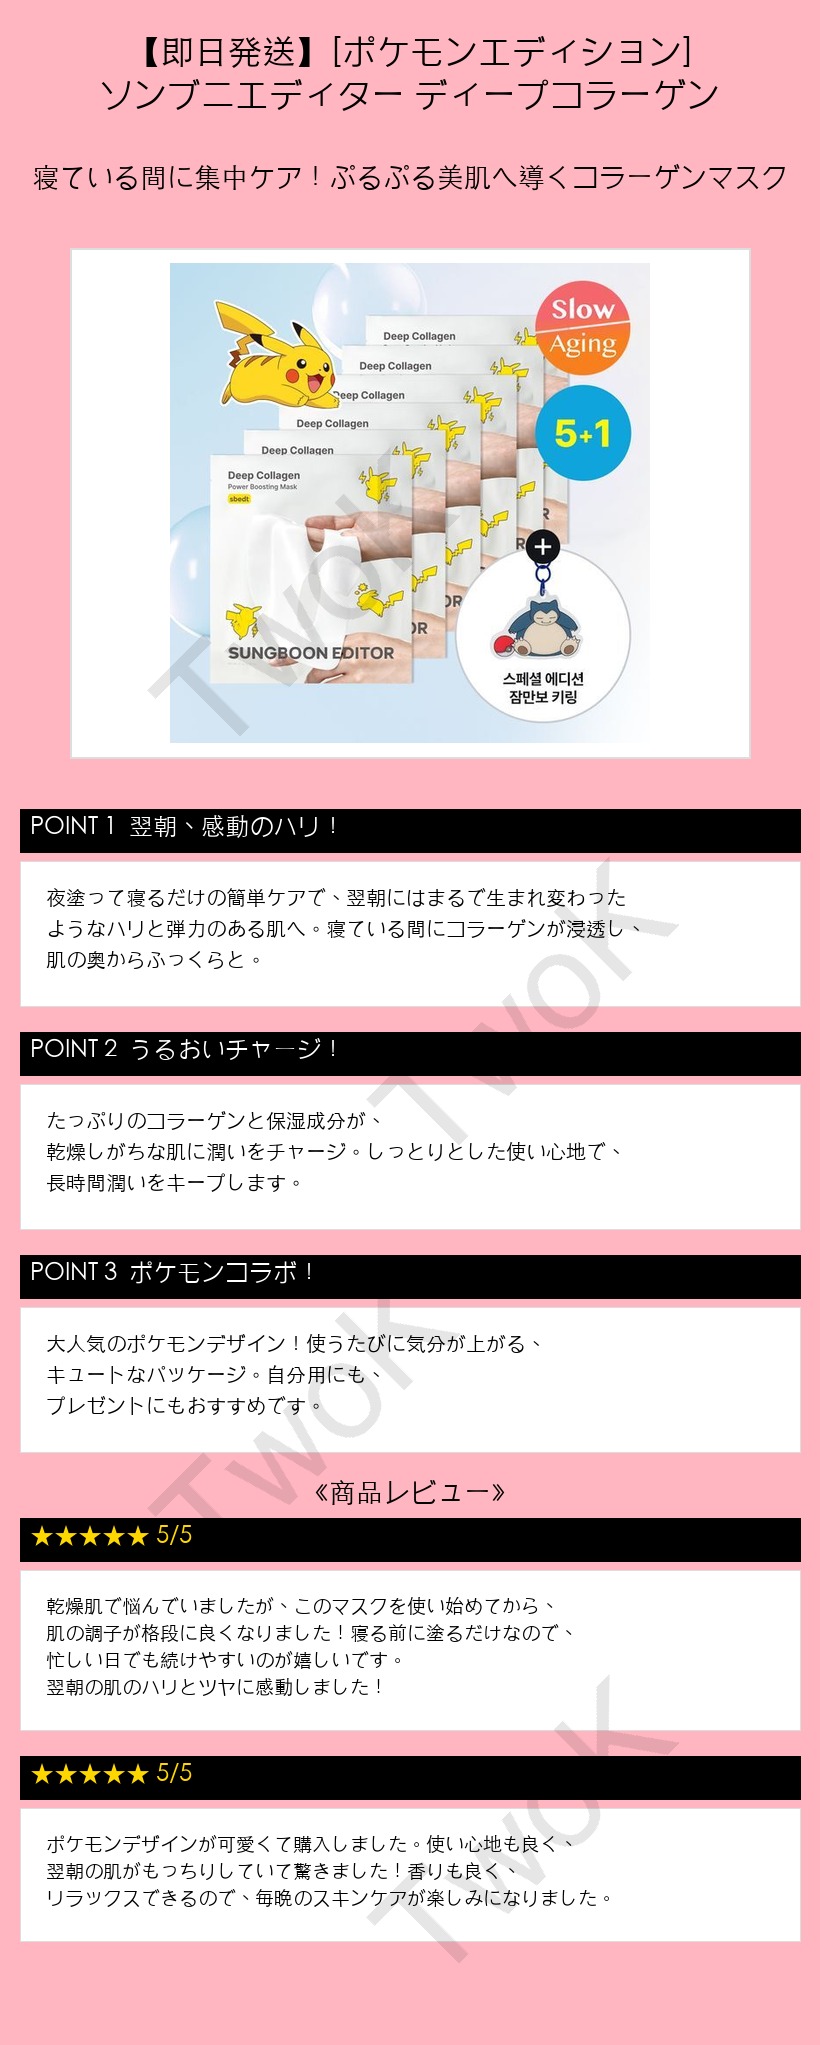 【即日発送】[ポケモンエディション]
ソンブニエディター ディープコラーゲン
寝ている間に集中ケア！ぷるぷる美肌へ導くコラーゲンマスク
Slow
Aging
5+1
Deep Collagen
Deep Collagen
Deep Collagen
Deep Collagen
Deep Collagen
Deep Collagen
Power Boosting Mask
sbedt
SUNGBOON EDITOR
+
스페셜 에디션
잠만보 키링
TwoK
POINT 1 翌朝、感動のハリ！
夜塗って寝るだけの簡単ケアで、翌朝にはまるで生まれ変わった
ようなハリと弾力のある肌へ。寝ている間にコラーゲンが浸透し、
肌の奥からふっくらと。
TwoK
POINT 2 うるおいチャージ！
たっぷりのコラーゲンと保湿成分が、
乾燥しがちな肌に潤いをチャージ。しっとりとした使い心地で、
長時間潤いをキープします。
POINT 3 ポケモンコラボ！
大人気のポケモンデザイン！使うたびに気分が上がる、
キュートなパッケージ。自分用にも、
プレゼントにもおすすめです。
TwoK
《商品レビュー》
★★★★★ 5/5
乾燥肌で悩んでいましたが、このマスクを使い始めてから、
肌の調子が格段に良くなりました！寝る前に塗るだけなので、
忙しい日でも続けやすいのが嬉しいです。
翌朝の肌のハリとツヤに感動しました！
★★★★★ 5/5
ポケモンデザインが可愛くて購入しました。使い心地も良く、
翌朝の肌がもっちりしていて驚きました！香りも良く、
リラックスできるので、毎晩のスキンケアが楽しみになりました。
TwoK